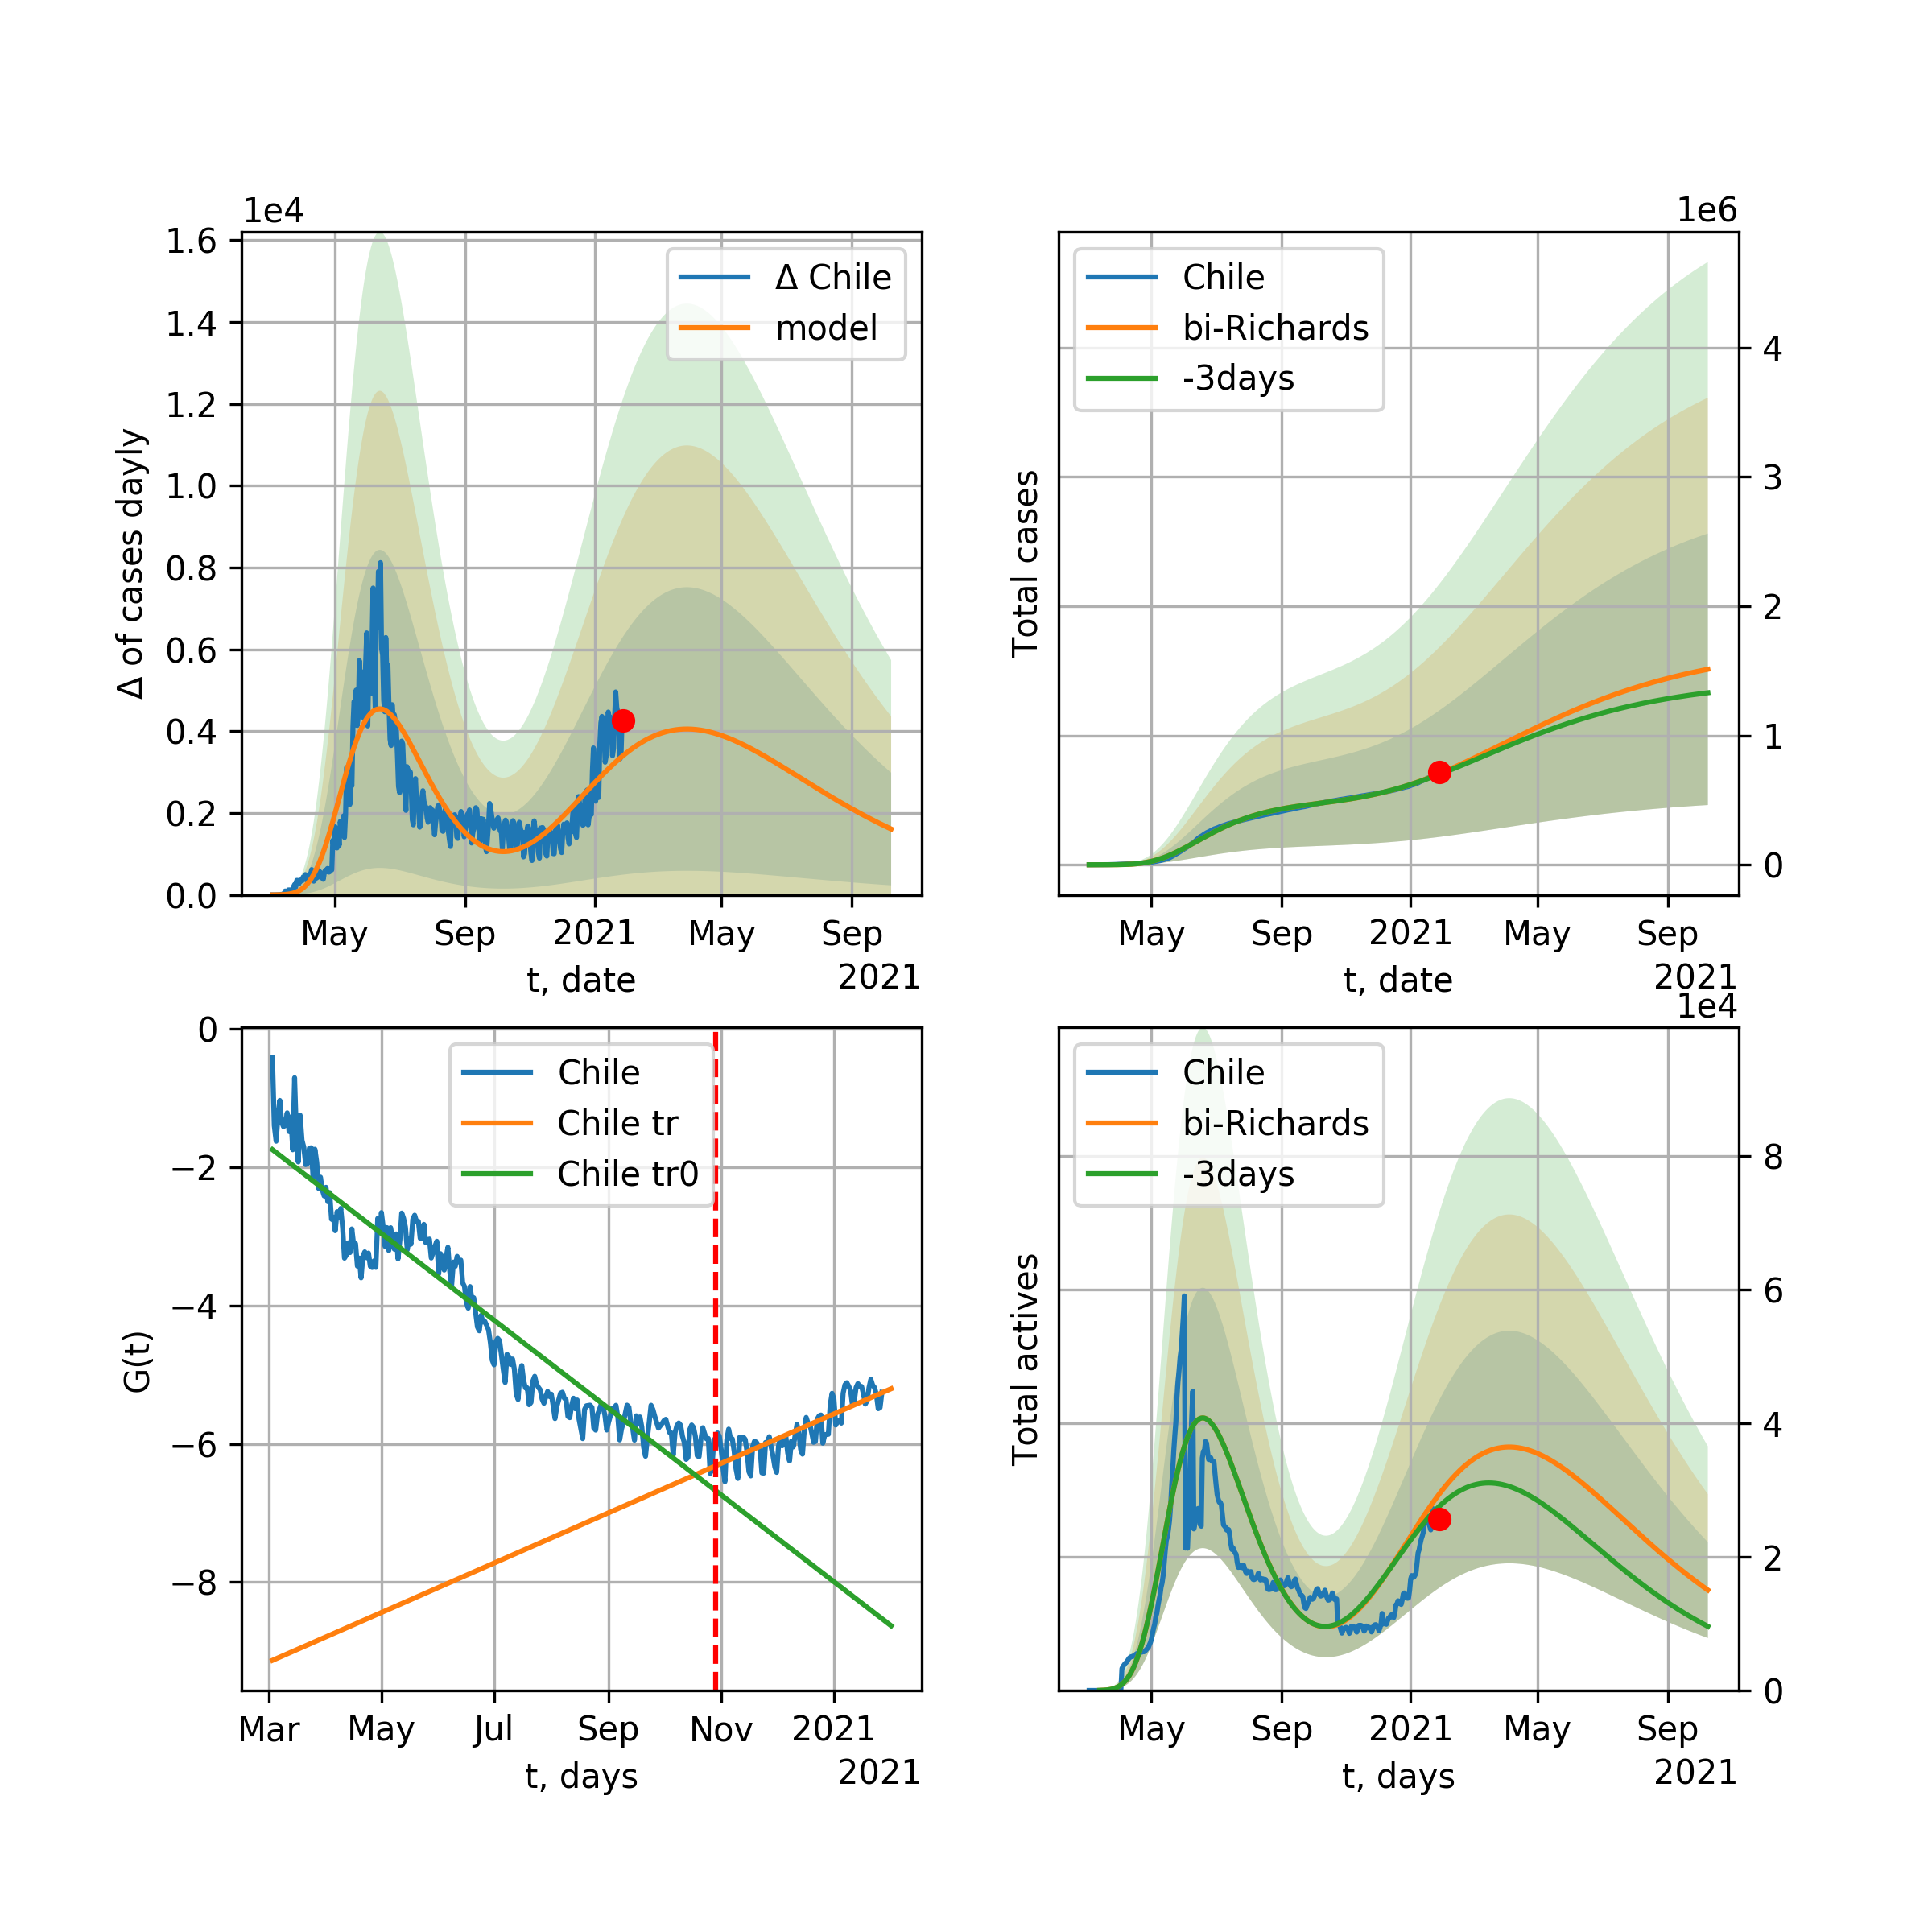 1e4
1.6
1.4
1.2
1.0
0.8
0.6
0.4
0.2
0.0
Δ of cases dayly
Δ Chile
model
May Sep 2021 May Sep
t, date
2021
1e6
Chile
bi-Richards
-3days
Total cases
4
3
2
1
0
May Sep 2021 May Sep
t, date
2021
0
−2
−4
−6
−8
G(t)
Chile
Chile tr
Chile tr0
Mar May Jul Sep Nov 2021
t, days
2021
1e4
Chile
bi-Richards
-3days
Total actives
8
6
4
2
0
May Sep 2021 May Sep
t, days
2021